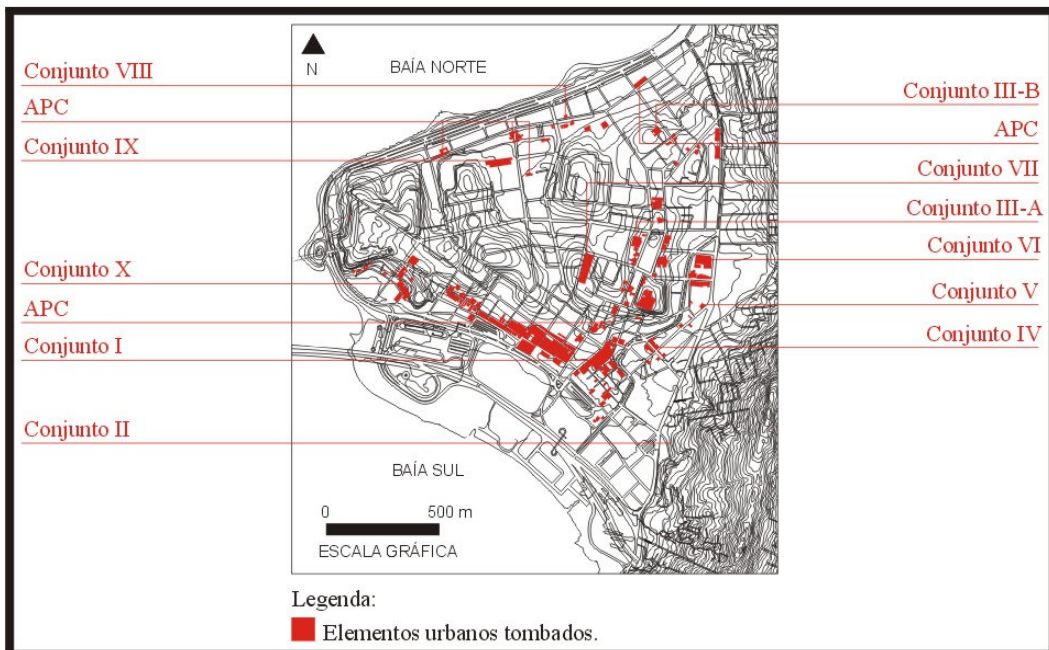 Conjunto VIII
APC
Conjunto IX
Conjunto X
APC
Conjunto I
Conjunto II
N
BAÍA NORTE
BAÍA SUL
0 500 m
ESCALA GRÁFICA
Conjunto III-B
APC
Conjunto VII
Conjunto III-A
Conjunto VI
Conjunto V
Conjunto IV
Legenda:
Elementos urbanos tombados.